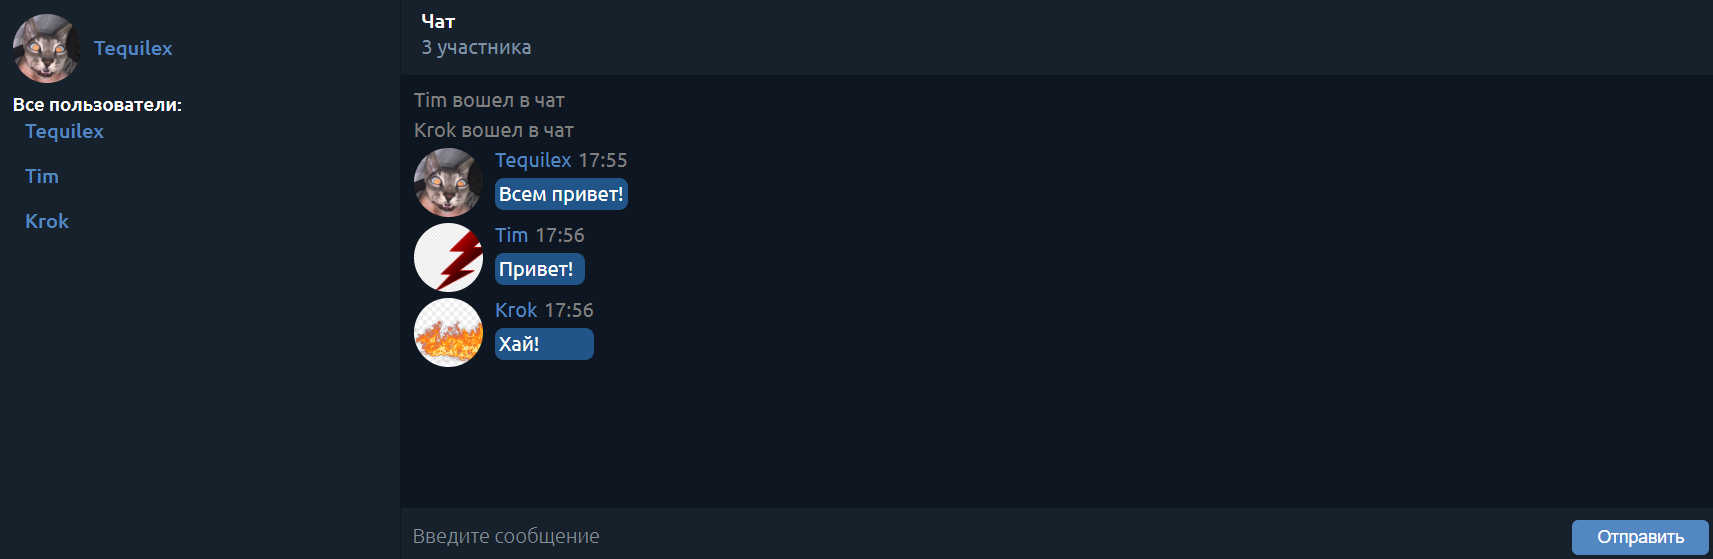 Tequilex
Все пользователи:
Tequilex
Tim
Krok
Чат
3 участника
Tim вошел в чат
Krok вошел в чат
Tequilex 17:55
Всем привет!
Tim 17:56
Привет!
Krok 17:56
Хай!
Введите сообщение
Отправить